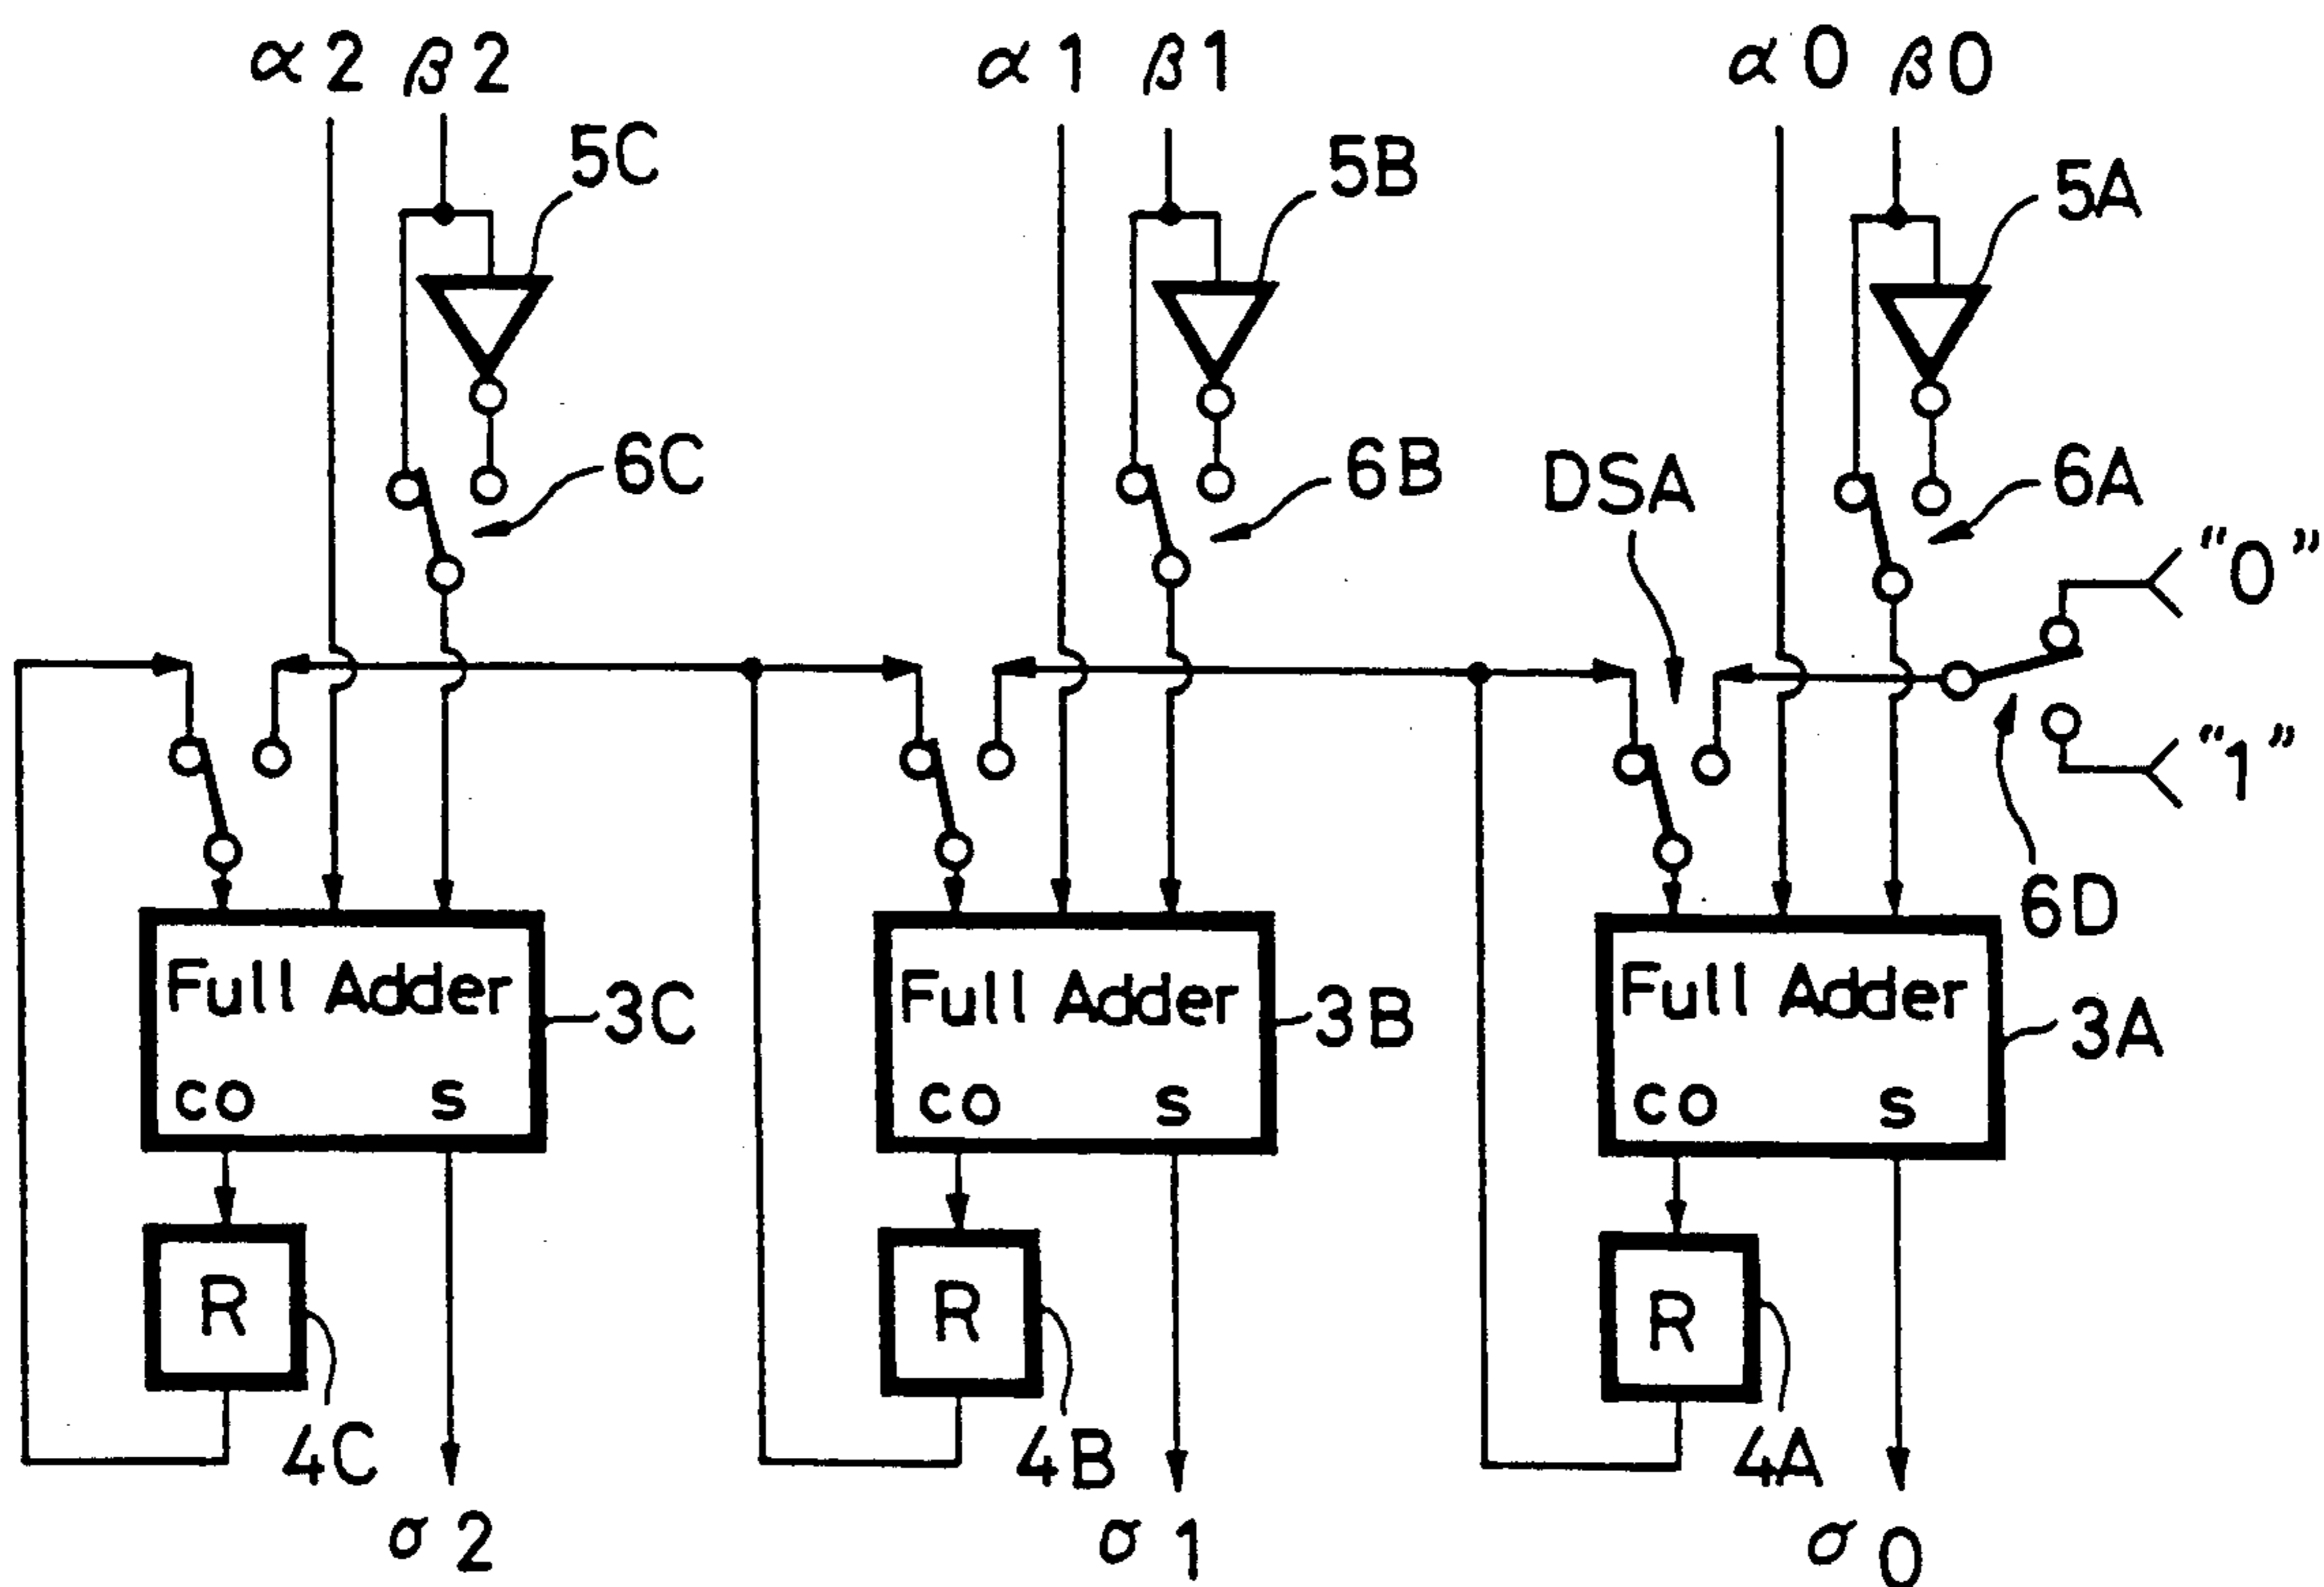 α2 β2 α1 β1 α0 β0
5C 5B 5A
6C 6B DSA 6A
"0"
"1"
6D
Full Adder 3C Full Adder 3B Full Adder 3A
co s co s co s
R R R
4C 4B 4A
σ2 σ1 σ0